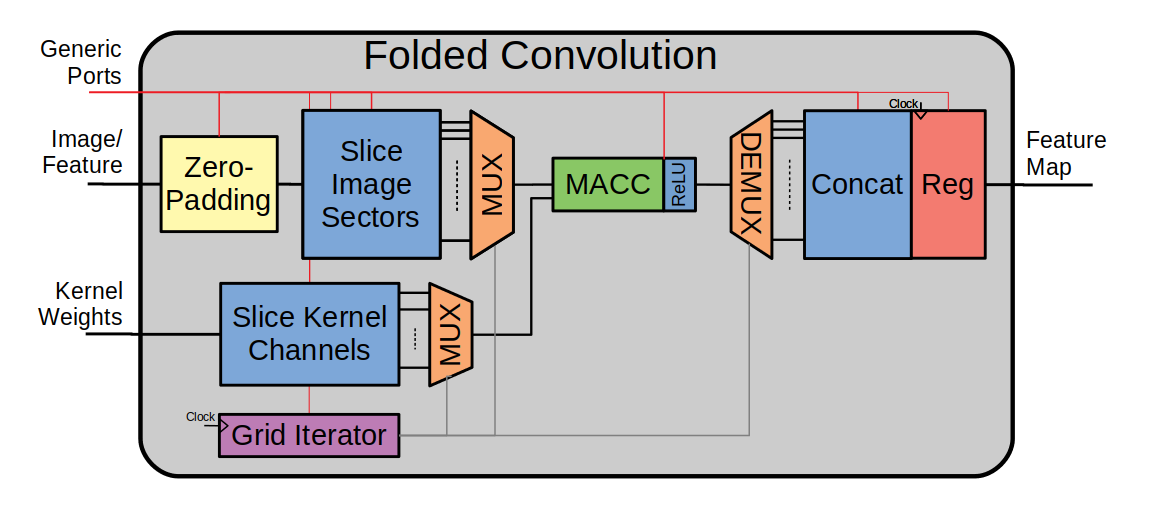 Folded Convolution
Generic
Ports
Image/
Feature
Zero-
Padding
Slice
Image
Sectors
MUX
MACC
ReLU
DEMUX
Concat
Clock
Reg
Feature
Map
Kernel
Weights
Slice Kernel
Channels
MUX
Clock
Grid Iterator